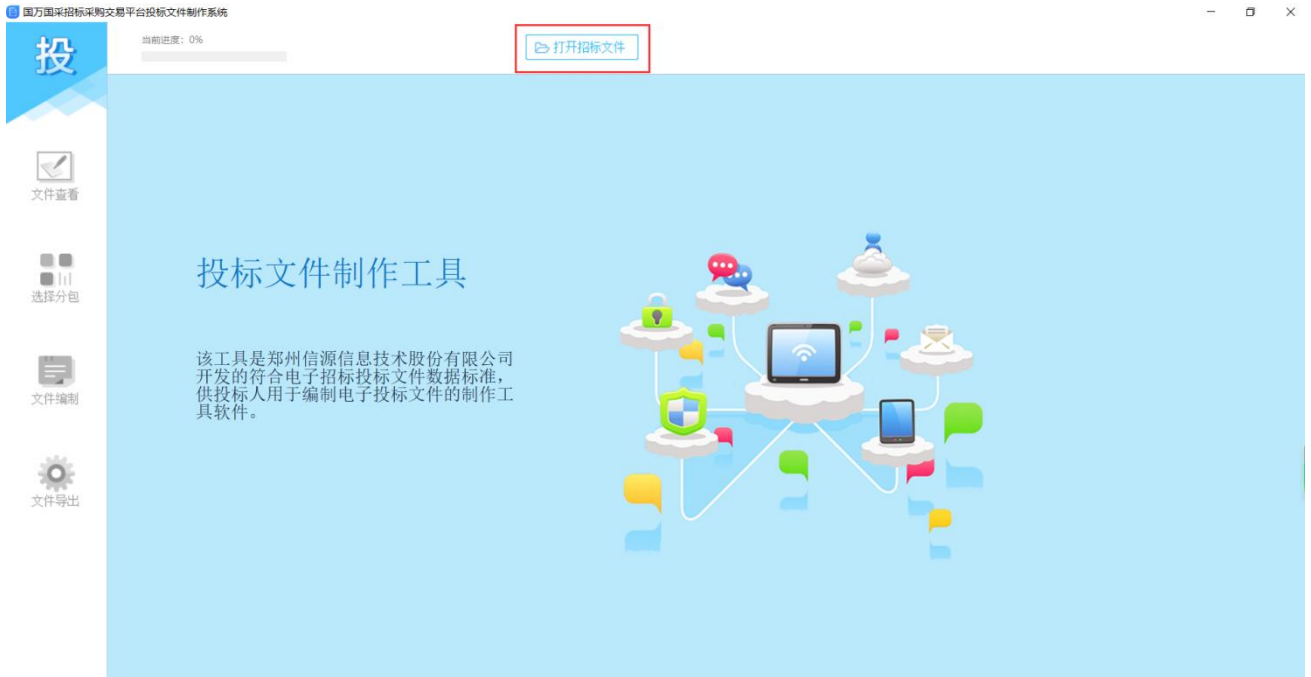 国万国采招标采购交易平台投标文件制作系统
投
当前进度：0%
打开招标文件
文件查看
选择分包
文件编制
文件导出
投标文件制作工具
该工具是郑州信源信息技术股份有限公司
开发的符合电子招标投标文件数据标准，
供投标人用于编制电子投标文件的制作工
具软件。